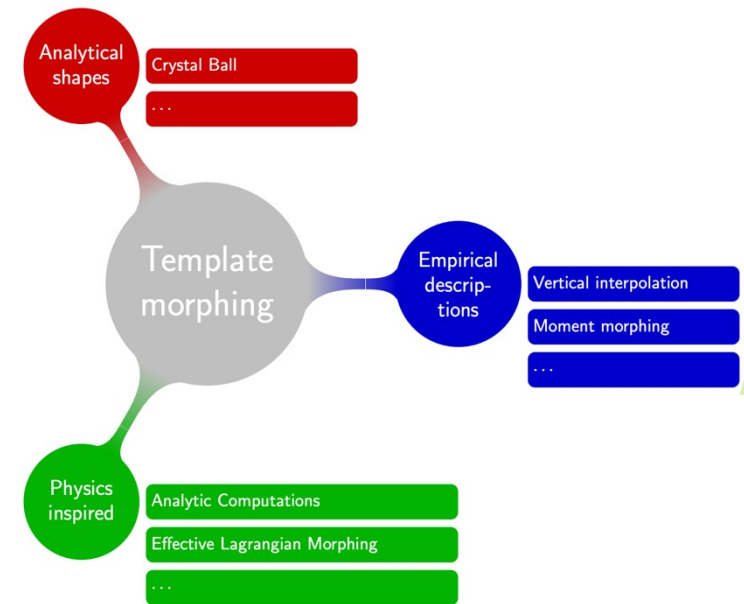 Analytical
shapes
Crystal Ball
...
Template
morphing
Empirical
descrip-
tions
Vertical interpolation
Moment morphing
...
Physics
inspired
Analytic Computations
Effective Lagrangian Morphing
...